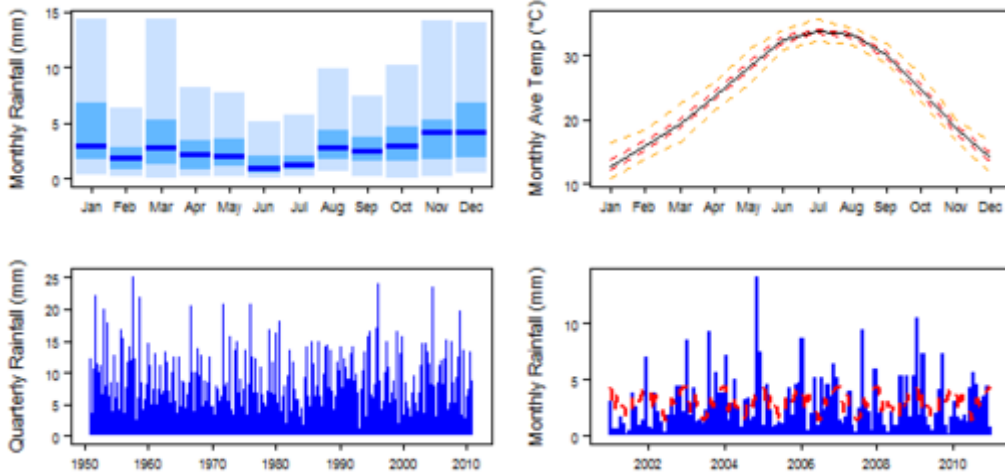 Monthly Rainfall (mm)
15
10
5
0
Jan Feb Mar Apr May Jun Jul Aug Sep Oct Nov Dec
Monthly Ave Temp (°C)
30
20
10
Jan Feb Mar Apr May Jun Jul Aug Sep Oct Nov Dec
Quarterly Rainfall (mm)
25
20
15
10
5
0
1950 1960 1970 1980 1990 2000 2010
Monthly Rainfall (mm)
10
5
0
2002 2004 2006 2008 2010